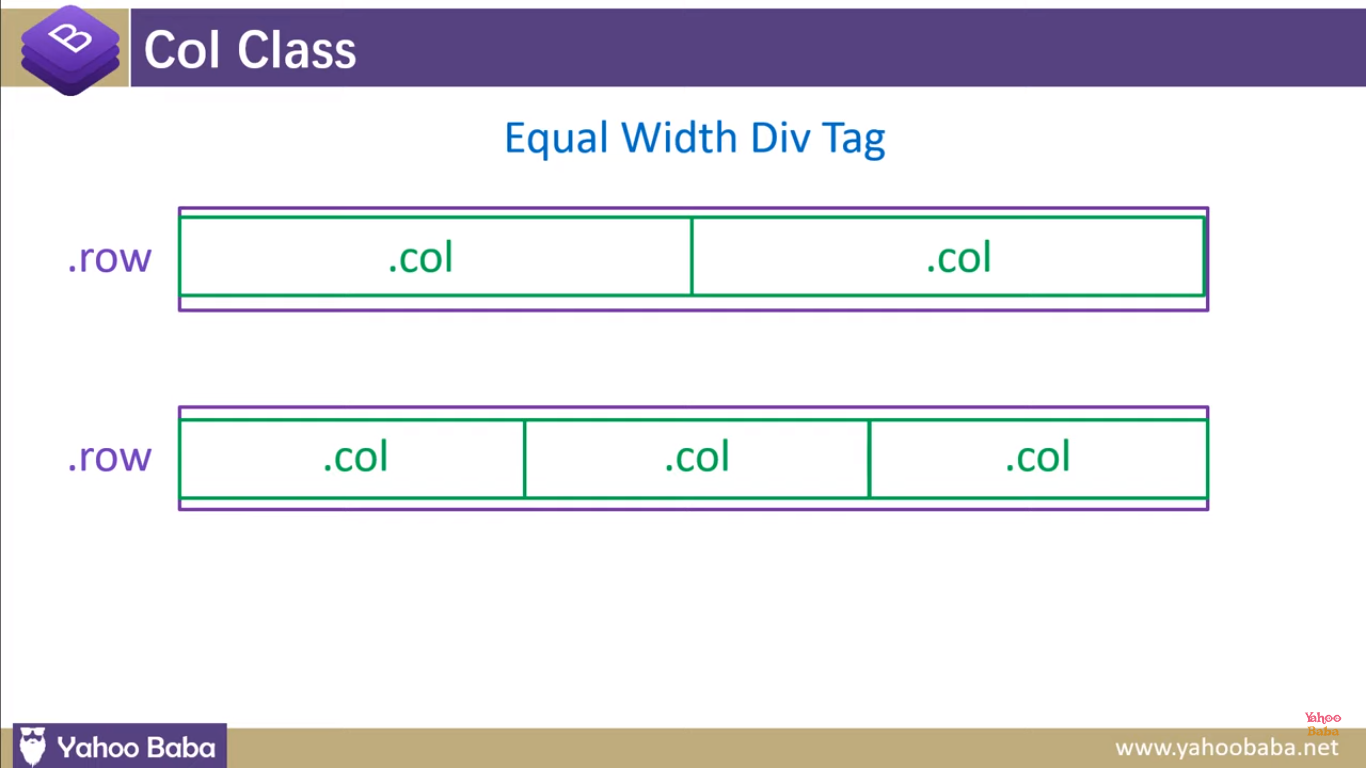 B
Col Class
Equal Width Div Tag
.row .col .col
.row .col .col .col
Yahoo
Baba
Yahoo Baba
www.yahoobaba.net